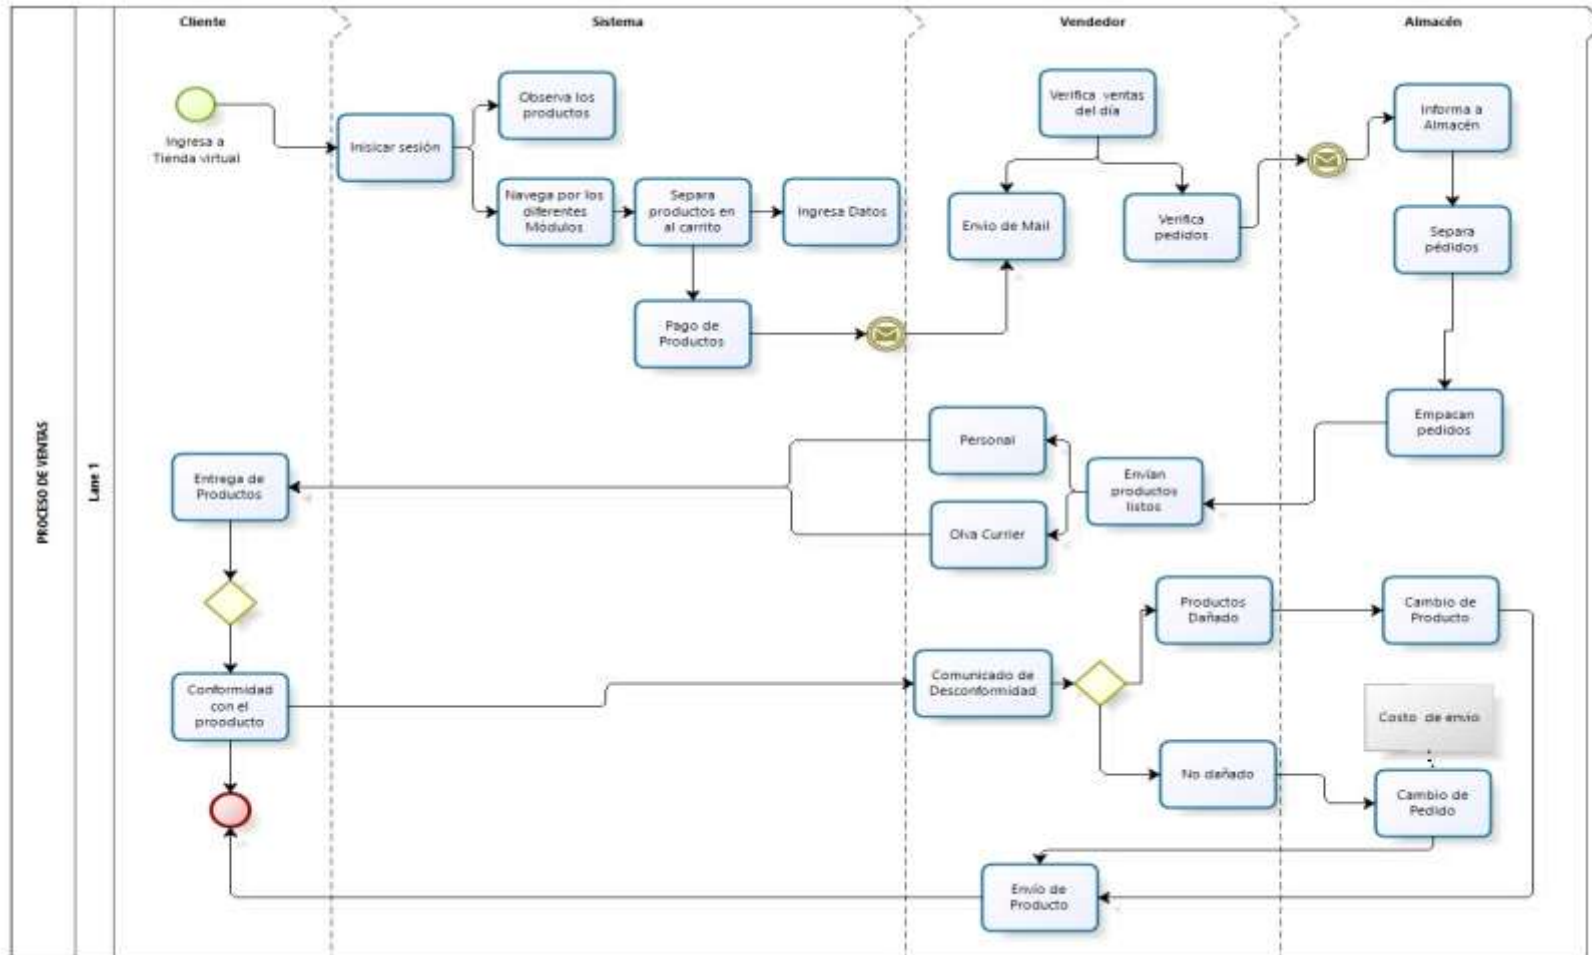 Cliente
Sistema
Vendedor
Almacén
PROCESO DE VENTAS
Lane 1
Ingresa a
Tienda virtual
Inisicar sesión
Observa los
productos
Navega por los
diferentes
Módulos
Separa
productos en
al carrito
Ingresa Datos
Pago de
Productos
Verifica ventas
del día
Envio de Mail
Verifica
pedidos
Informa a
Almacén
Separa
pédidos
Empacan
pedidos
Envían
productos
listos
Personal
Olva Currier
Entrega de
Productos
Conformidad
con el
prooducto
Comunicado de
Desconformidad
Productos
Dañado
No dañado
Cambio de
Producto
Costo de envio
Cambio de
Pedido
Envío de
Producto